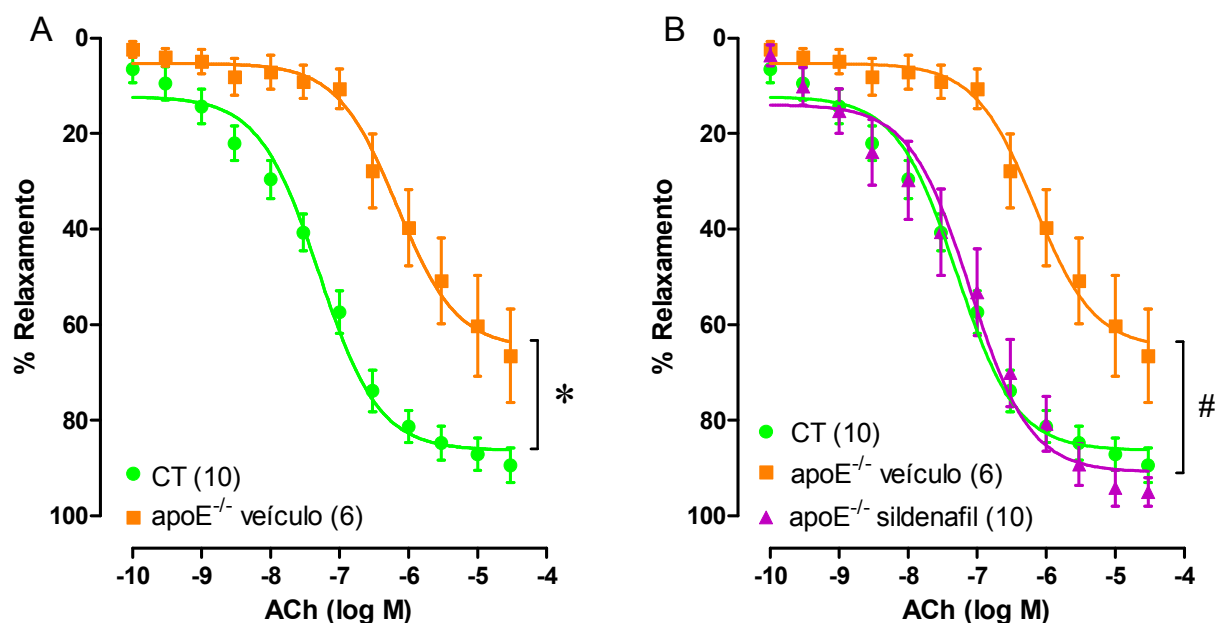 A
% Relaxamento
0
20
40
60
80
100
*
CT (10)
apoE-/- veículo (6)
-10 -9 -8 -7 -6 -5 -4
ACh (log M)
B
% Relaxamento
0
20
40
60
80
100
#
CT (10)
apoE-/- veículo (6)
apoE-/- sildenafil (10)
-10 -9 -8 -7 -6 -5 -4
ACh (log M)